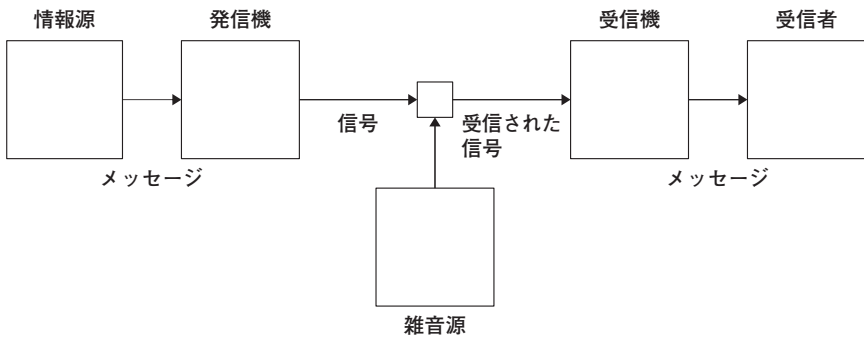 情報源
発信機
受信機
受信者
信号
受信された
信号
メッセージ
メッセージ
雑音源